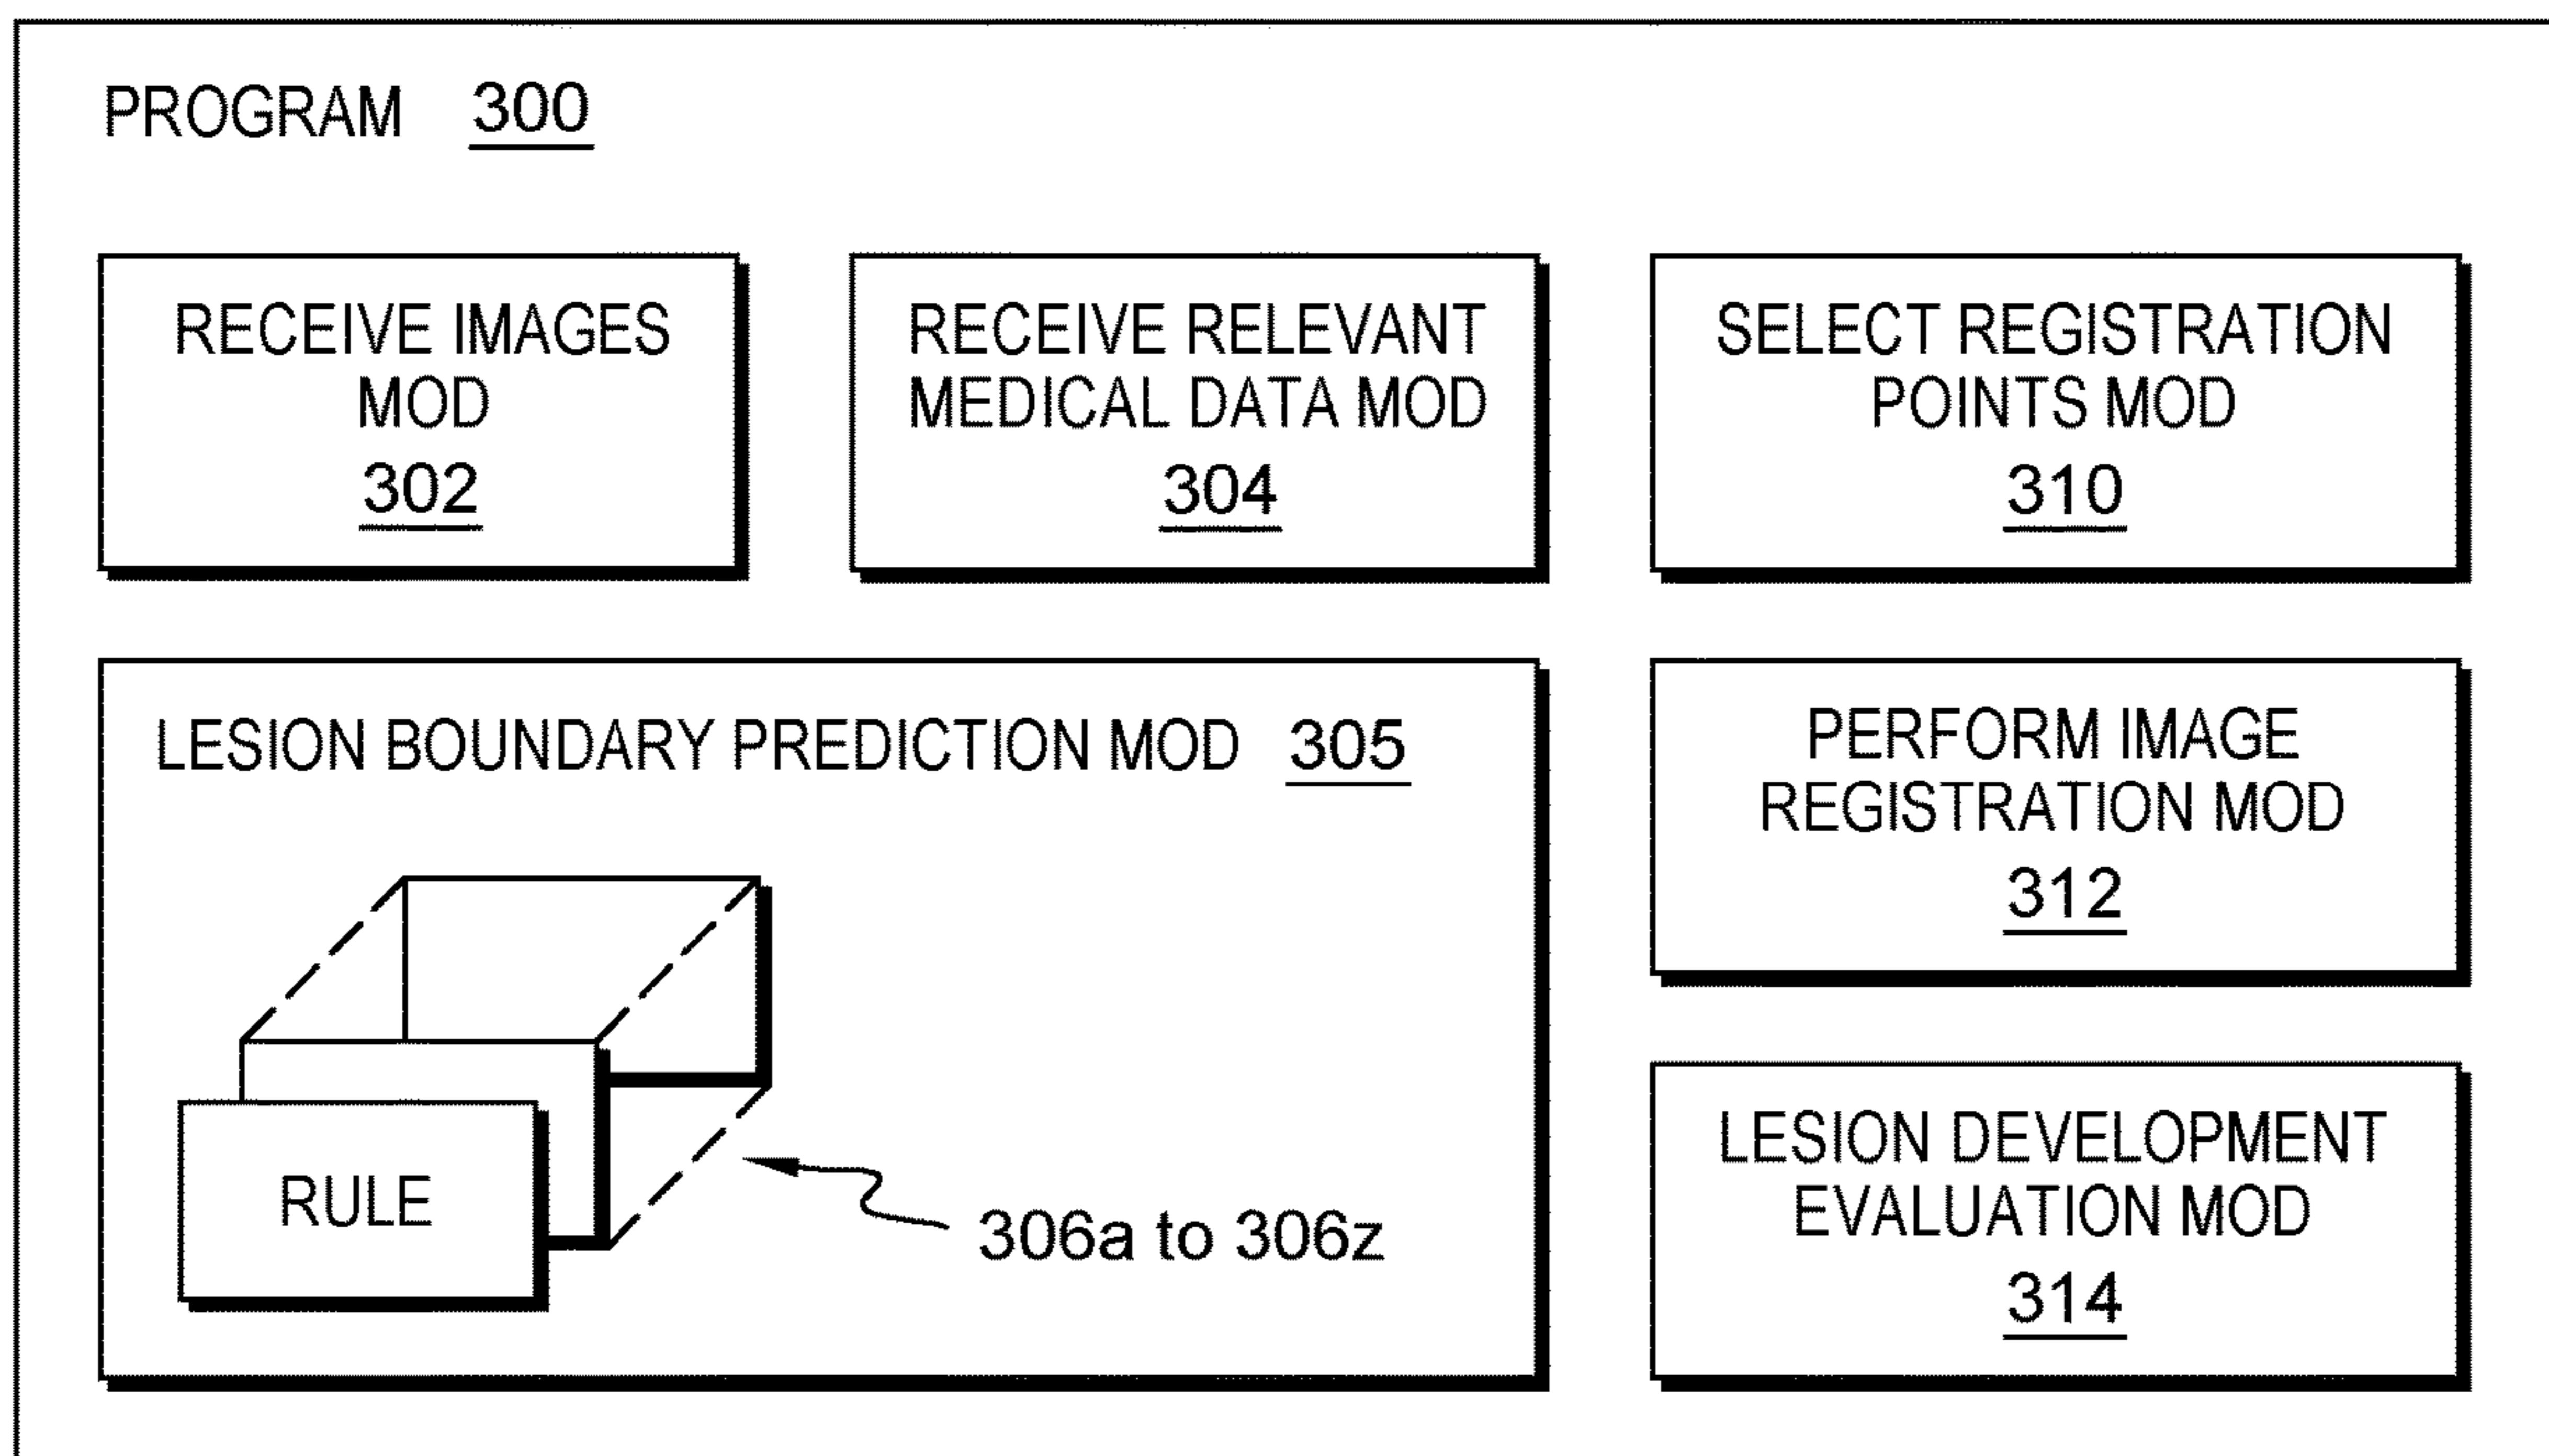 PROGRAM 300
RECEIVE IMAGES
MOD
302
RECEIVE RELEVANT
MEDICAL DATA MOD
304
SELECT REGISTRATION
POINTS MOD
310
LESION BOUNDARY PREDICTION MOD 305
RULE
306a to 306z
PERFORM IMAGE
REGISTRATION MOD
312
LESION DEVELOPMENT
EVALUATION MOD
314